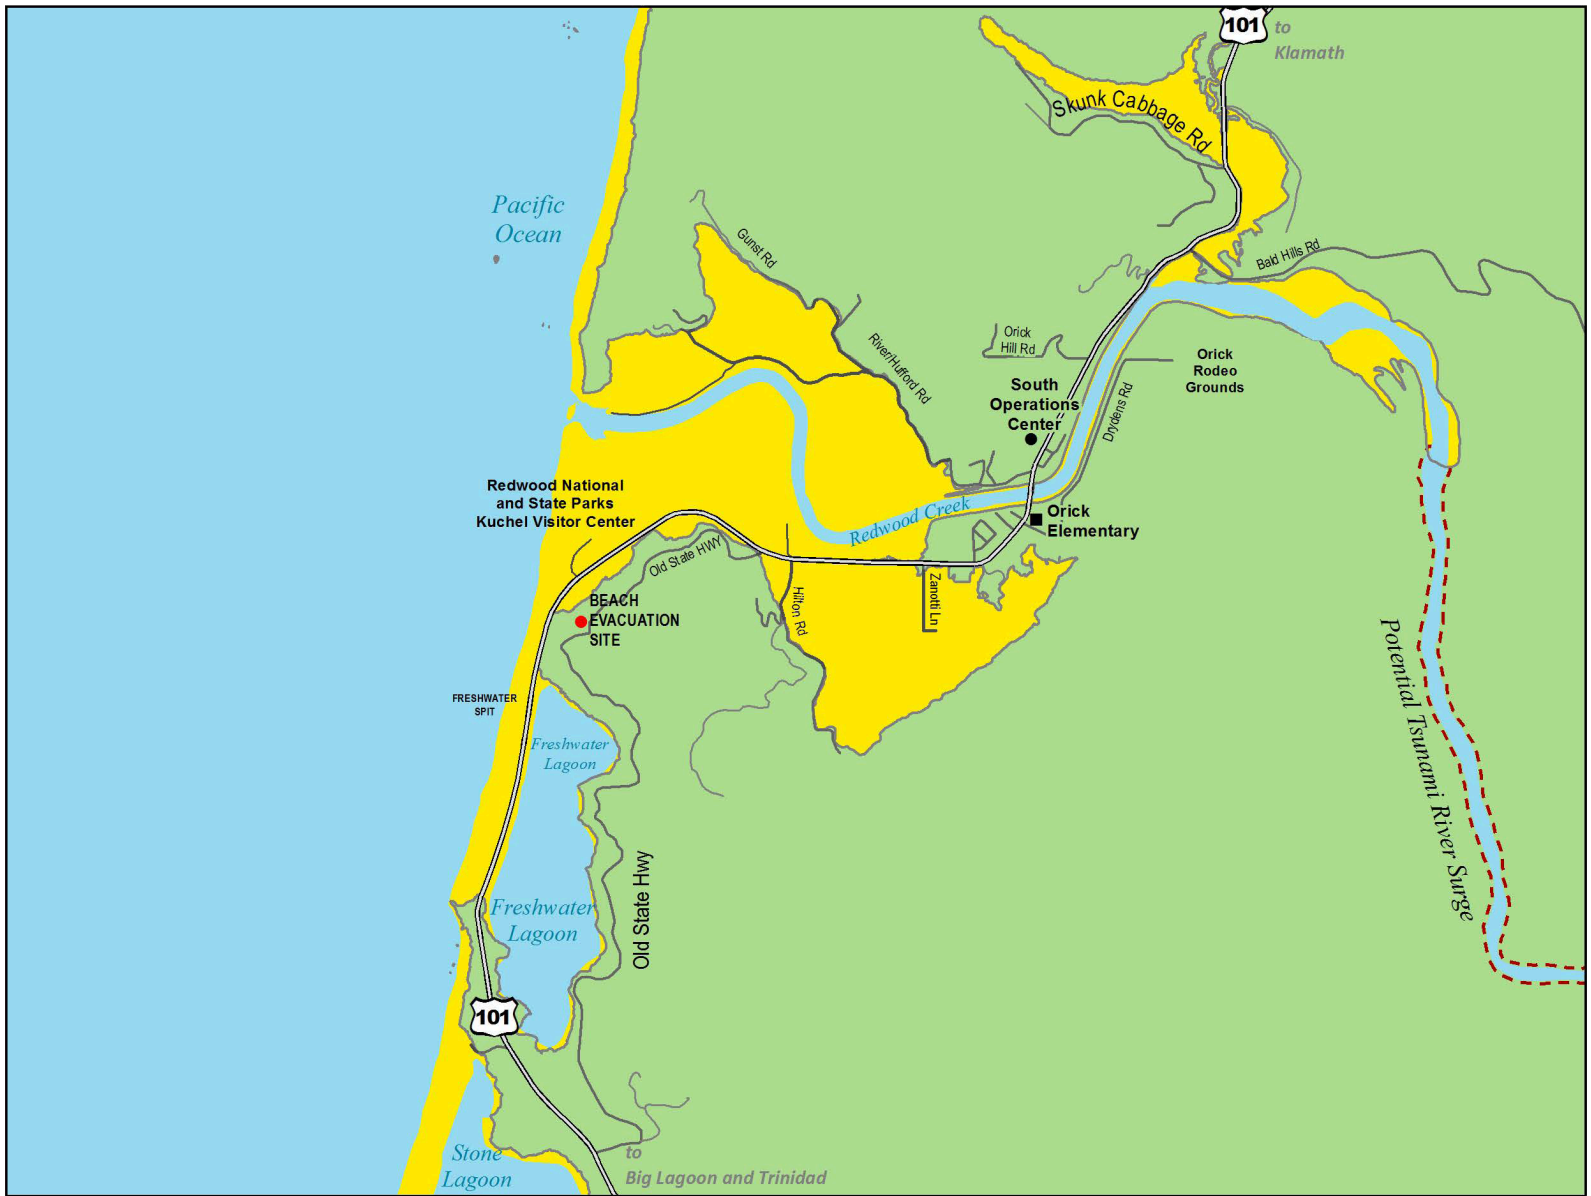 101
to
Klamath
Skunk Cabbage Rd
Pacific
Ocean
Gunst Rd
Bald Hills Rd
Orick
Hill Rd
River/Hufford Rd
Orick
Rodeo
Grounds
South
Operations
Center
Drydens Rd
Redwood National
and State Parks
Kuchel Visitor Center
Redwood Creek
Orick
Elementary
Old State HWY
Hilton Rd
Zanotti Ln
BEACH
EVACUATION
SITE
FRESHWATER
SPIT
Freshwater
Lagoon
Potential Tsunami River Surge
Old State Hwy
Freshwater
Lagoon
101
Stone
Lagoon
to
Big Lagoon and Trinidad